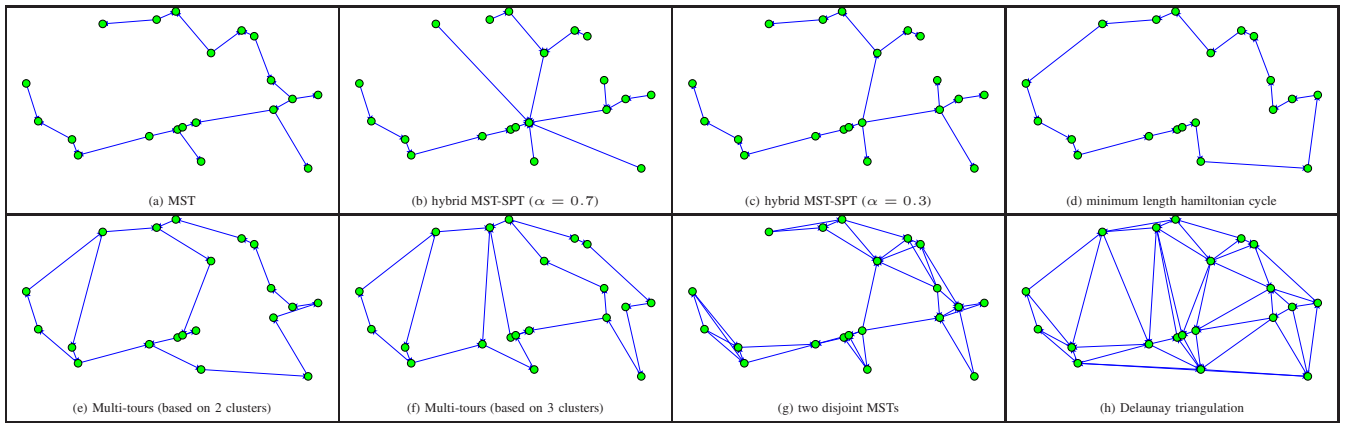 (a) MST
(b) hybrid MST-SPT (α = 0.7)
(c) hybrid MST-SPT (α = 0.3)
(d) minimum length hamiltonian cycle
(e) Multi-tours (based on 2 clusters)
(f) Multi-tours (based on 3 clusters)
(g) two disjoint MSTs
(h) Delaunay triangulation